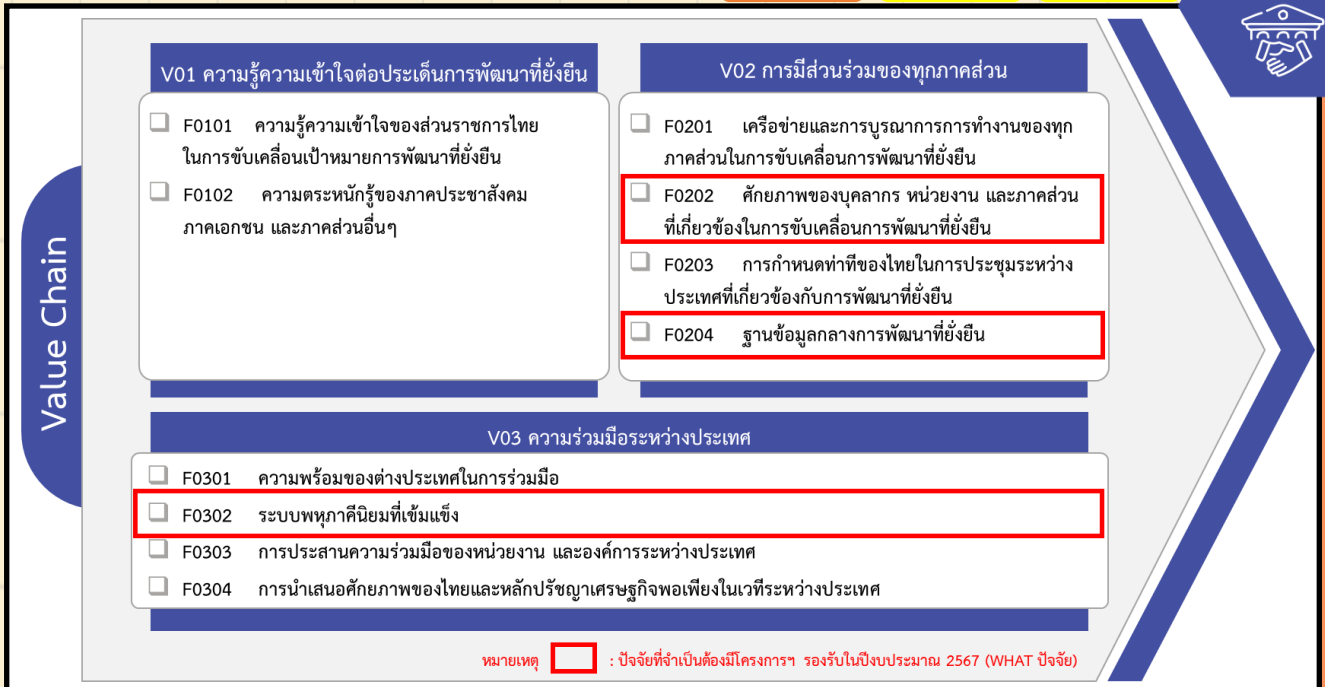 Value Chain
V01 ความรู้ความเข้าใจต่อประเด็นการพัฒนาที่ยั่งยืน
F0101 ความรู้ความเข้าใจของส่วนราชการไทย
ในการขับเคลื่อนเป้าหมายการพัฒนาที่ยั่งยืน
F0102 ความตระหนักรู้ของภาคประชาสังคม
ภาคเอกชน และภาคส่วนอื่นๆ
V02 การมีส่วนร่วมของทุกภาคส่วน
F0201 เครือข่ายและการบูรณาการการทำงานของทุก
ภาคส่วนในการขับเคลื่อนการพัฒนาที่ยั่งยืน
F0202 ศักยภาพของบุคลากร หน่วยงาน และภาคส่วน
ที่เกี่ยวข้องในการขับเคลื่อนการพัฒนาที่ยั่งยืน
F0203 การกำหนดท่าทีของไทยในการประชุมระหว่าง
ประเทศที่เกี่ยวข้องกับการพัฒนาที่ยั่งยืน
F0204 ฐานข้อมูลกลางการพัฒนาที่ยั่งยืน
V03 ความร่วมมือระหว่างประเทศ
F0301 ความพร้อมของต่างประเทศในการร่วมมือ
F0302 ระบบพหุภาคีนิยมที่เข้มแข็ง
F0303 การประสานความร่วมมือของหน่วยงาน และองค์การระหว่างประเทศ
F0304 การนำเสนอศักยภาพของไทยและหลักปรัชญาเศรษฐกิจพอเพียงในเวทีระหว่างประเทศ
หมายเหตุ : ปัจจัยที่จำเป็นต้องมีโครงการฯ รองรับในปีงบประมาณ 2567 (WHAT ปัจจัย)